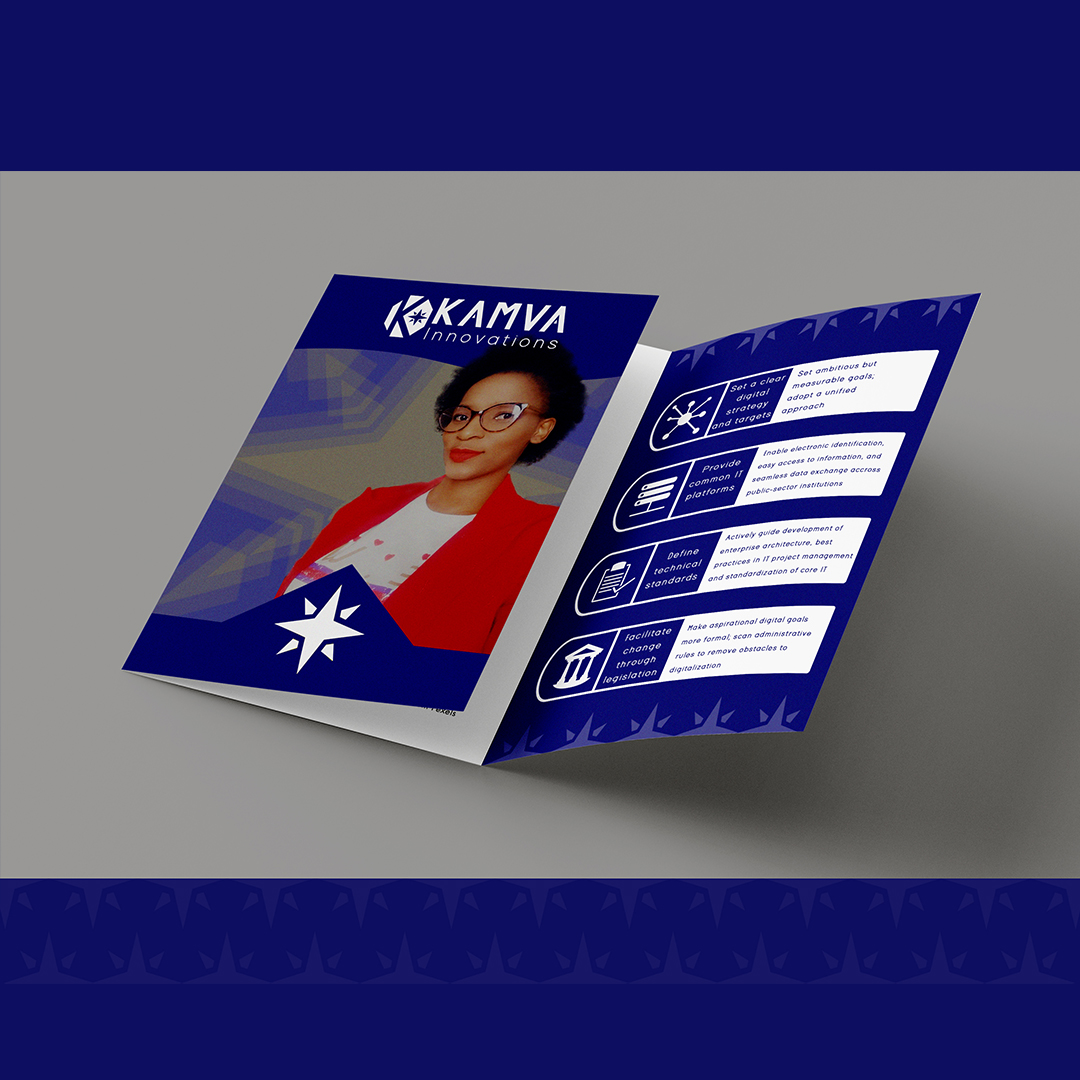 KAMVA
Innovations
Set a clear
digital
strategy
and targets
Set ambitious but
measurable goals;
adopt a unified
approach
Provide
common IT
platforms
Enable electronic identification,
easy access to information, and
seamless data exchange accross
public-sector institutions
Define
technical
standards
Actively guide development of
enterprise architecture, best
practices in IT project management
and standardization of core IT
Facilitate
change
through
legislation
Make aspirational digital goals
more formal; scan administrative
rules to remove obstacles to
digitalization